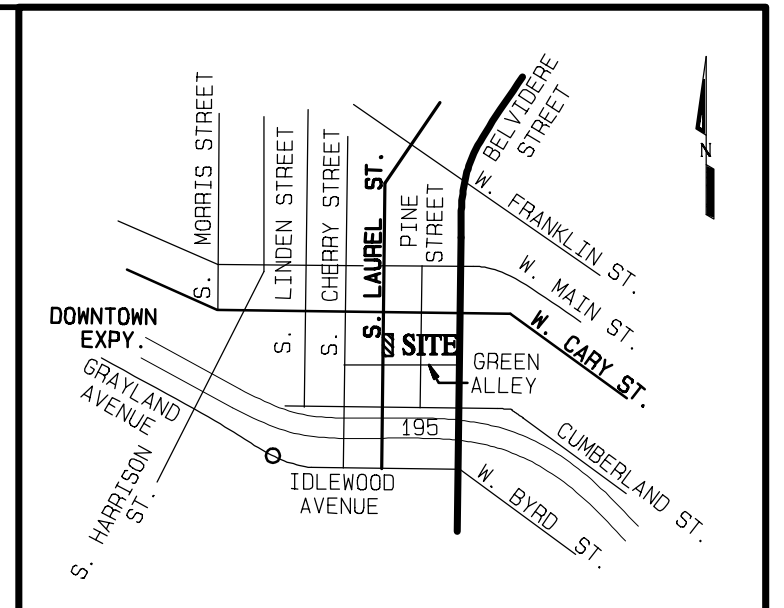 S. MORRIS STREET
LINDEN STREET
S.
CHERRY STREET
S.
S. LAUREL ST.
PINE
STREET
BELVIDERE
STREET
N
W. FRANKLIN ST.
W. MAIN ST.
W. CARY ST.
DOWNTOWN
EXPY.
GRAYLAND
AVENUE
SITE
GREEN
ALLEY
195
CUMBERLAND ST.
IDLEWOOD
AVENUE
W. BYRD ST.
S. HARRISON
ST.